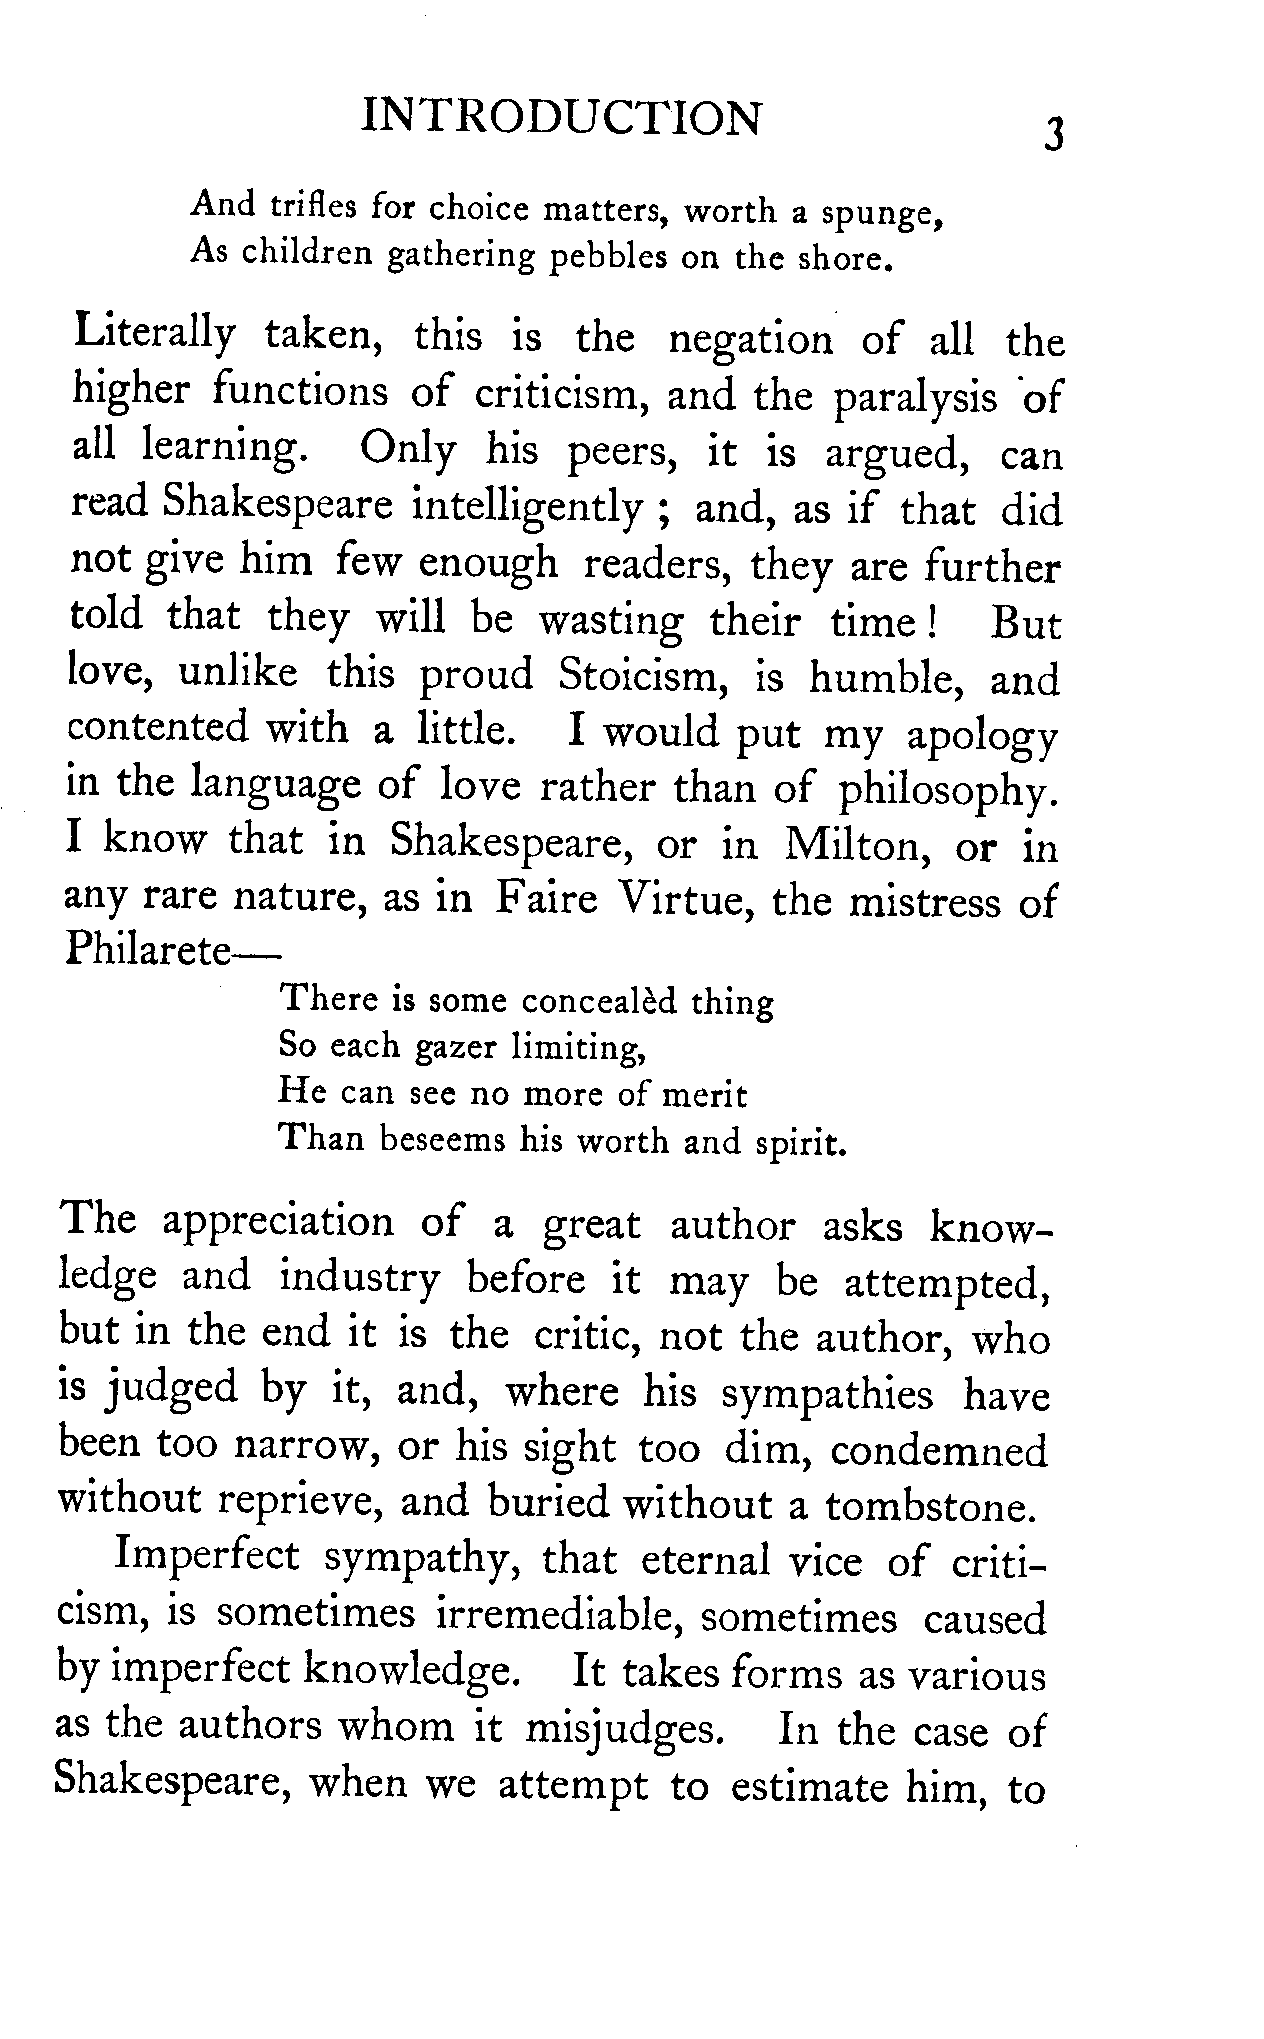 INTRODUCTION 3
And trifles for choice matters, worth a spunge,
As children gathering pebbles on the shore.
Literally taken, this is the negation of all the
higher functions of criticism, and the paralysis of
all learning. Only his peers, it is argued, can
read Shakespeare intelligently ; and, as if that did
not give him few enough readers, they are further
told that they will be wasting their time ! But
love, unlike this proud Stoicism, is humble, and
contented with a little. I would put my apology
in the language of love rather than of philosophy.
I know that in Shakespeare, or in Milton, or in
any rare nature, as in Faire Virtue, the mistress of
Philarete—
There is some concealèd thing
So each gazer limiting,
He can see no more of merit
Than beseems his worth and spirit.
The appreciation of a great author asks know-
ledge and industry before it may be attempted,
but in the end it is the critic, not the author, who
is judged by it, and, where his sympathies have
been too narrow, or his sight too dim, condemned
without reprieve, and buried without a tombstone.
Imperfect sympathy, that eternal vice of criti-
cism, is sometimes irremediable, sometimes caused
by imperfect knowledge. It takes forms as various
as the authors whom it misjudges. In the case of
Shakespeare, when we attempt to estimate him, to